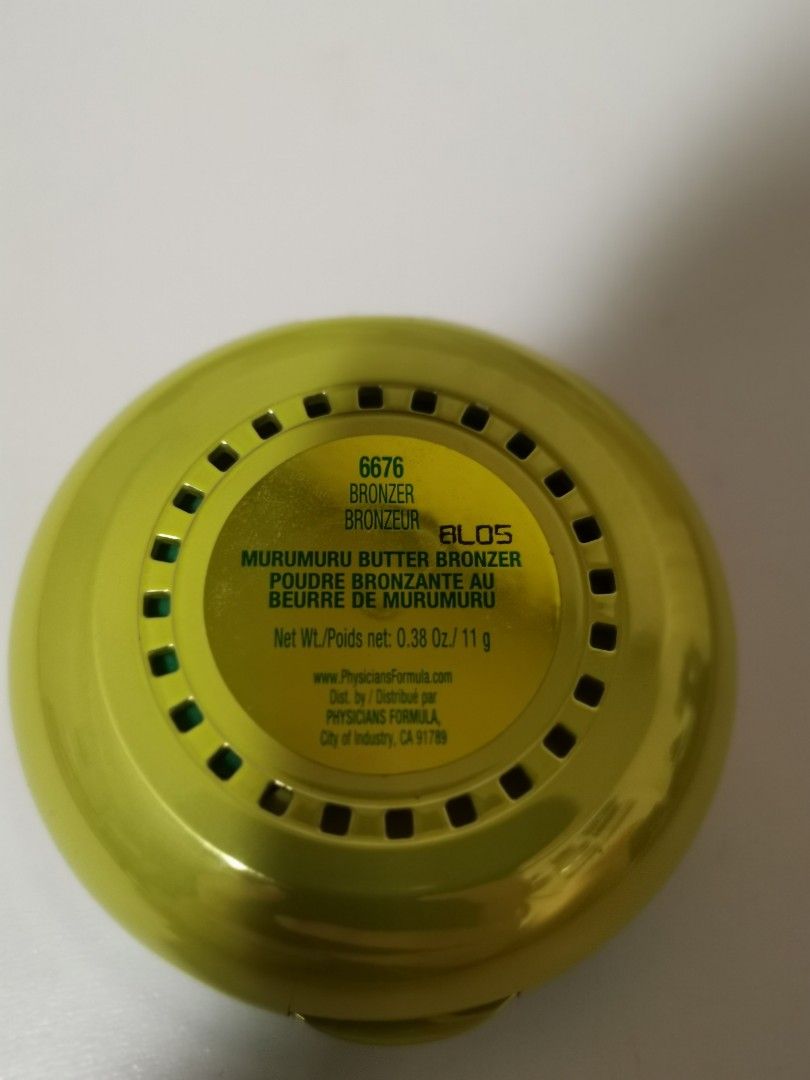 6676
BRONZER
BRONZEUR
8L05
MURUMURU BUTTER BRONZER
POUDRE BRONZANTE AU
BEURRE DE MURUMURU
Net Wt./Poids net: 0.38 Oz./ 11 g
www.PhysiciansFormula.com
Dist. by / Distribué par
PHYSICIANS FORMULA,
City of Industry, CA 91789